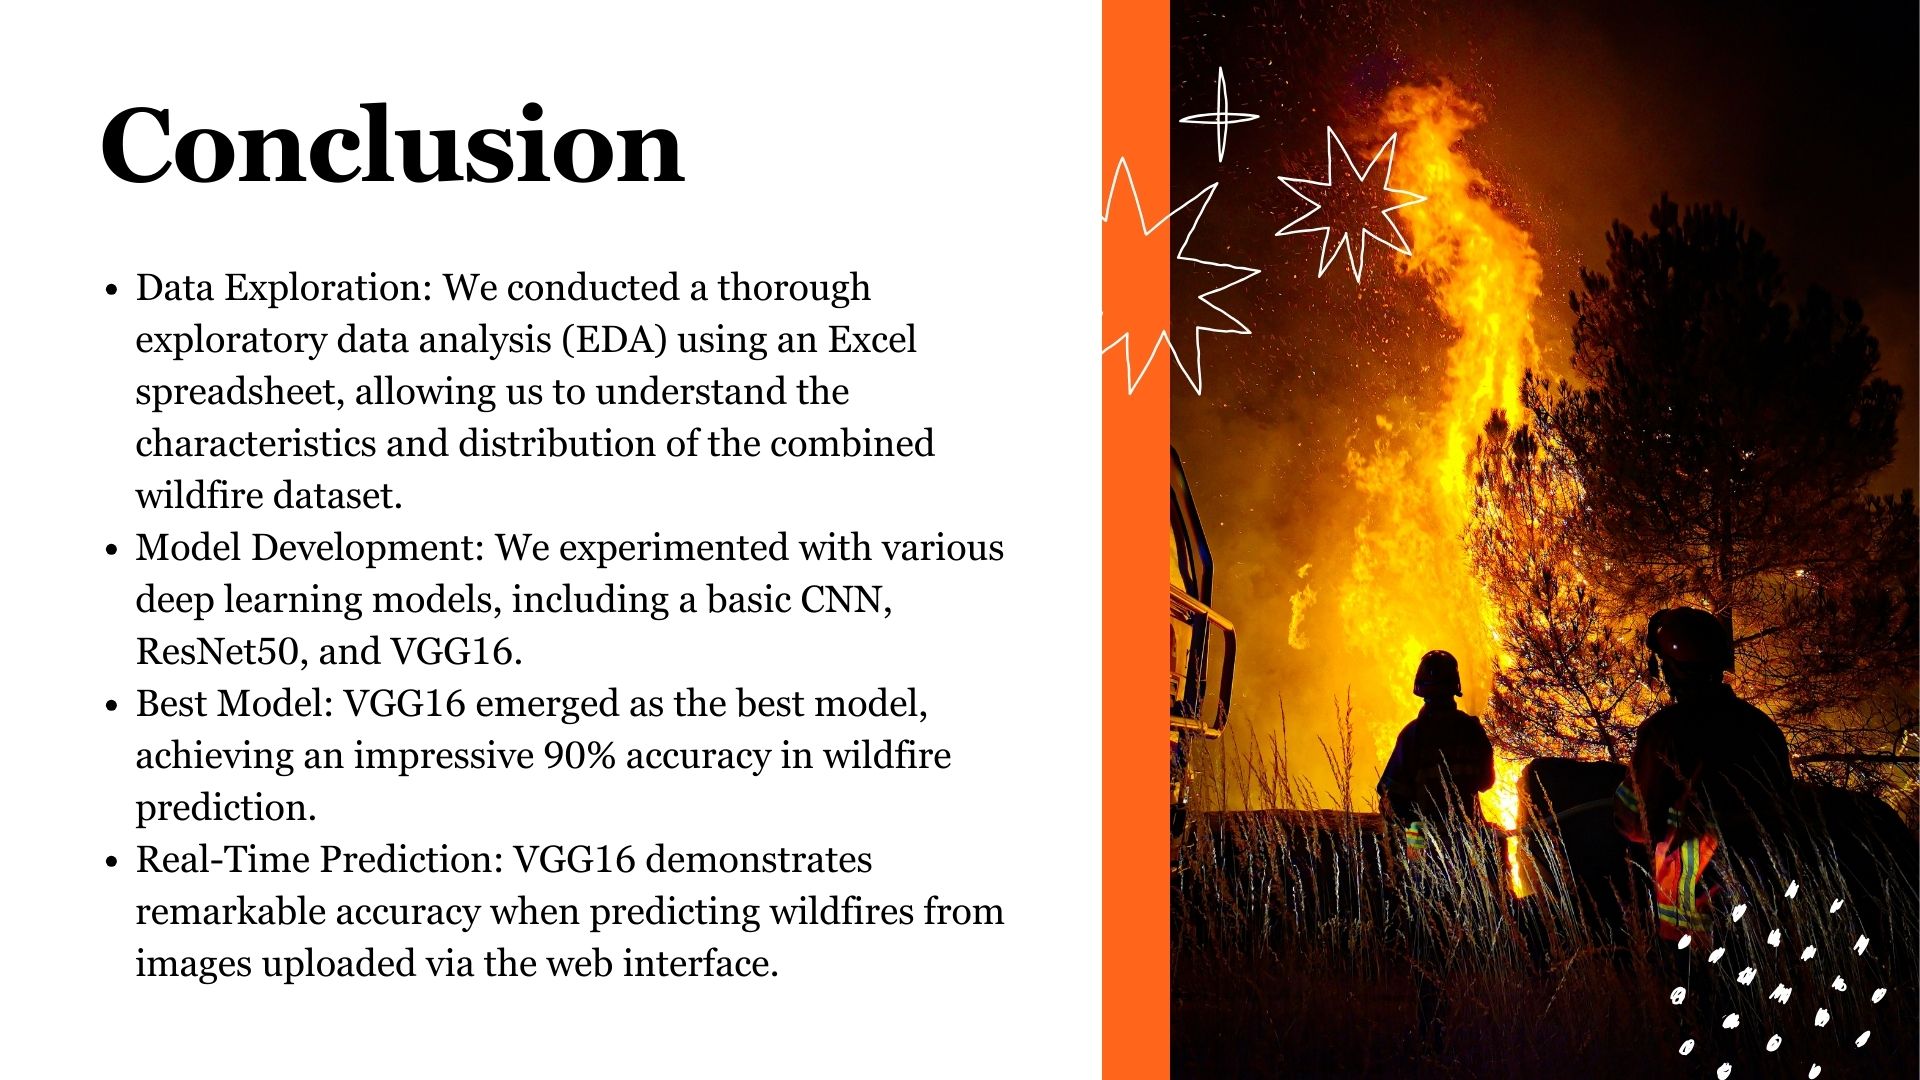 Conclusion
• Data Exploration: We conducted a thorough
exploratory data analysis (EDA) using an Excel
spreadsheet, allowing us to understand the
characteristics and distribution of the combined
wildfire dataset.
• Model Development: We experimented with various
deep learning models, including a basic CNN,
ResNet50, and VGG16.
• Best Model: VGG16 emerged as the best model,
achieving an impressive 90% accuracy in wildfire
prediction.
• Real-Time Prediction: VGG16 demonstrates
remarkable accuracy when predicting wildfires from
images uploaded via the web interface.